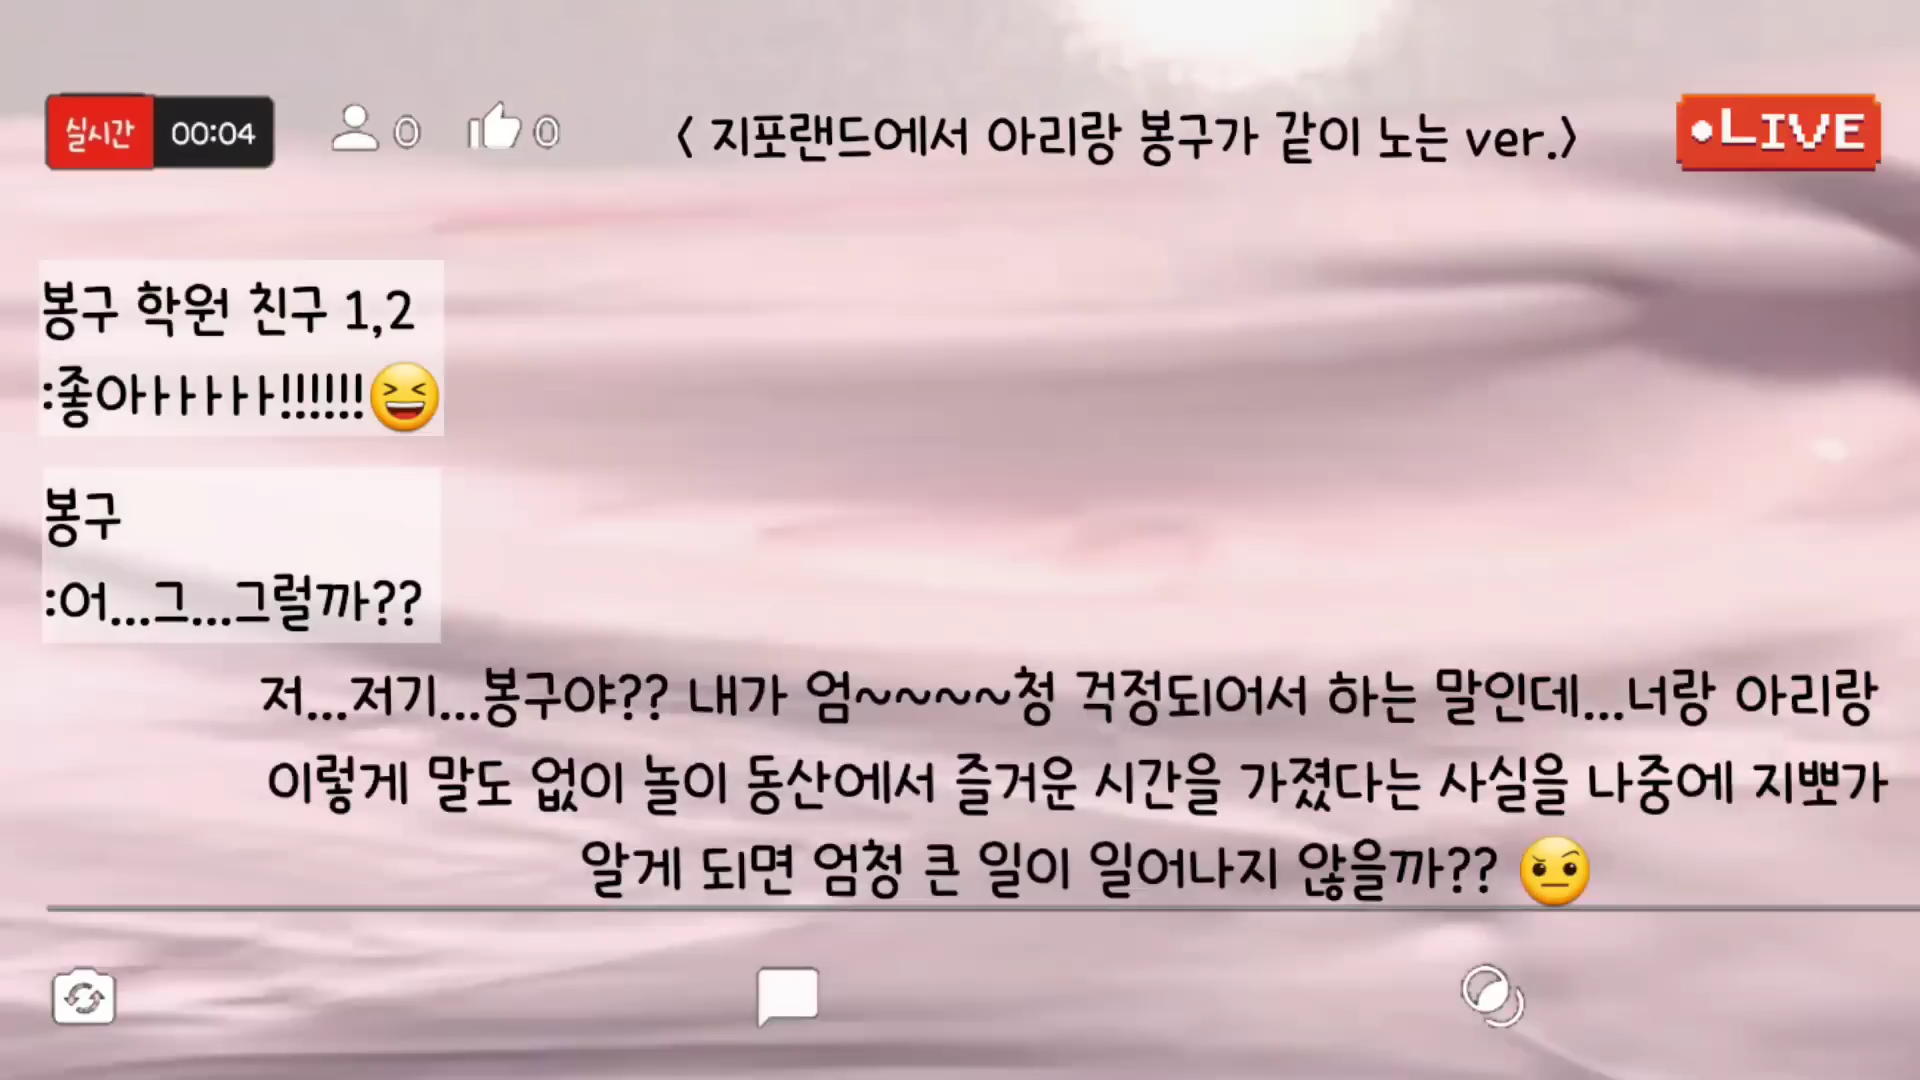 실시간 00:04 0 0 < 지포랜드에서 아리랑 봉구가 같이 노는 ver.> •LIVE
봉구 학원 친구 1,2
:좋아ㅏㅏㅏㅏㅏ!!!!!!😆
봉구
:어...그...그럴까??
저...저기...봉구야?? 내가 엄~~~~청 걱정되어서 하는 말인데...너랑 아리랑
이렇게 말도 없이 놀이 동산에서 즐거운 시간을 가졌다는 사실을 나중에 지뽀가
알게 되면 엄청 큰 일이 일어나지 않을까?? 🤨